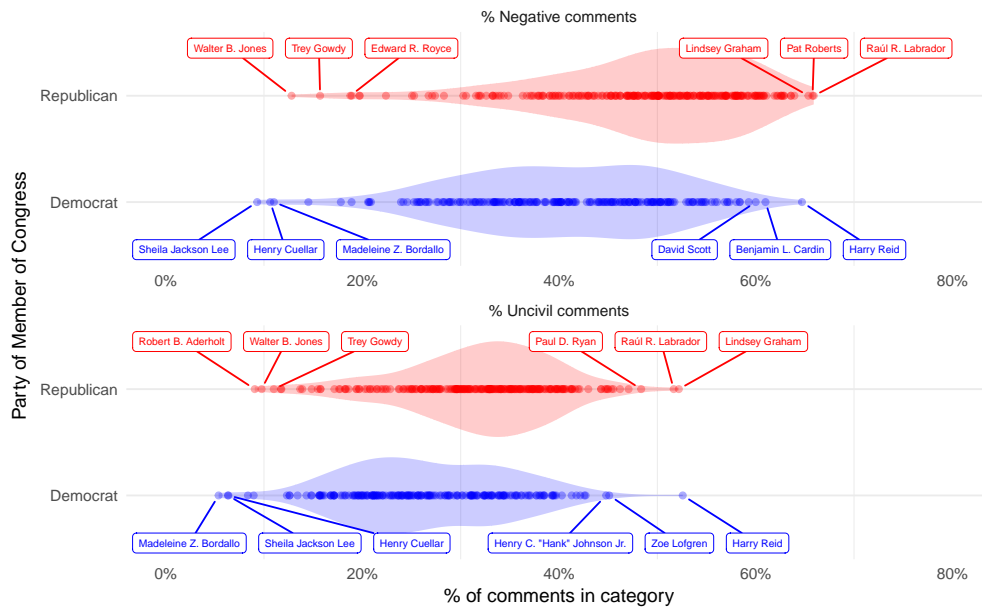 % Negative comments
Walter B. Jones
Trey Gowdy
Edward R. Royce
Lindsey Graham
Pat Roberts
Raúl R. Labrador
Republican
Democrat
Sheila Jackson Lee
Henry Cuellar
Madeleine Z. Bordallo
David Scott
Benjamin L. Cardin
Harry Reid
0% 20% 40% 60% 80%
Party of Member of Congress
% Uncivil comments
Robert B. Aderholt
Walter B. Jones
Trey Gowdy
Paul D. Ryan
Raúl R. Labrador
Lindsey Graham
Republican
Democrat
Madeleine Z. Bordallo
Sheila Jackson Lee
Henry Cuellar
Henry C. "Hank" Johnson Jr.
Zoe Lofgren
Harry Reid
0% 20% 40% 60% 80%
% of comments in category